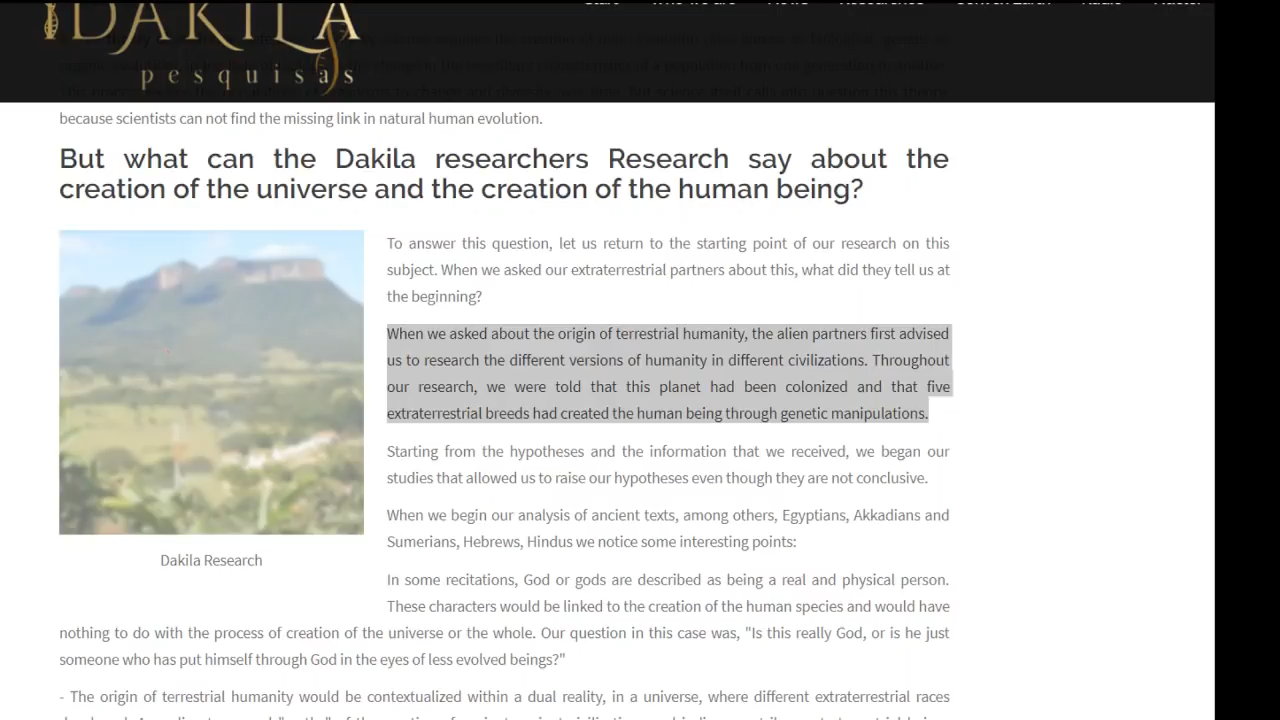 DAKILA
pesquisas
because scientists can not find the missing link in natural human evolution.
But what can the Dakila researchers Research say about the
creation of the universe and the creation of the human being?
To answer this question, let us return to the starting point of our research on this
subject. When we asked our extraterrestrial partners about this, what did they tell us at
the beginning?
When we asked about the origin of terrestrial humanity, the alien partners first advised
us to research the different versions of humanity in different civilizations. Throughout
our research, we were told that this planet had been colonized and that five
extraterrestrial breeds had created the human being through genetic manipulations.
Starting from the hypotheses and the information that we received, we began our
studies that allowed us to raise our hypotheses even though they are not conclusive.
When we begin our analysis of ancient texts, among others, Egyptians, Akkadians and
Sumerians, Hebrews, Hindus we notice some interesting points:
Dakila Research
In some recitations, God or gods are described as being a real and physical person.
These characters would be linked to the creation of the human species and would have
nothing to do with the process of creation of the universe or the whole. Our question in this case was, "Is this really God, or is he just
someone who has put himself through God in the eyes of less evolved beings?"
- The origin of terrestrial humanity would be contextualized within a dual reality, in a universe, where different extraterrestrial races